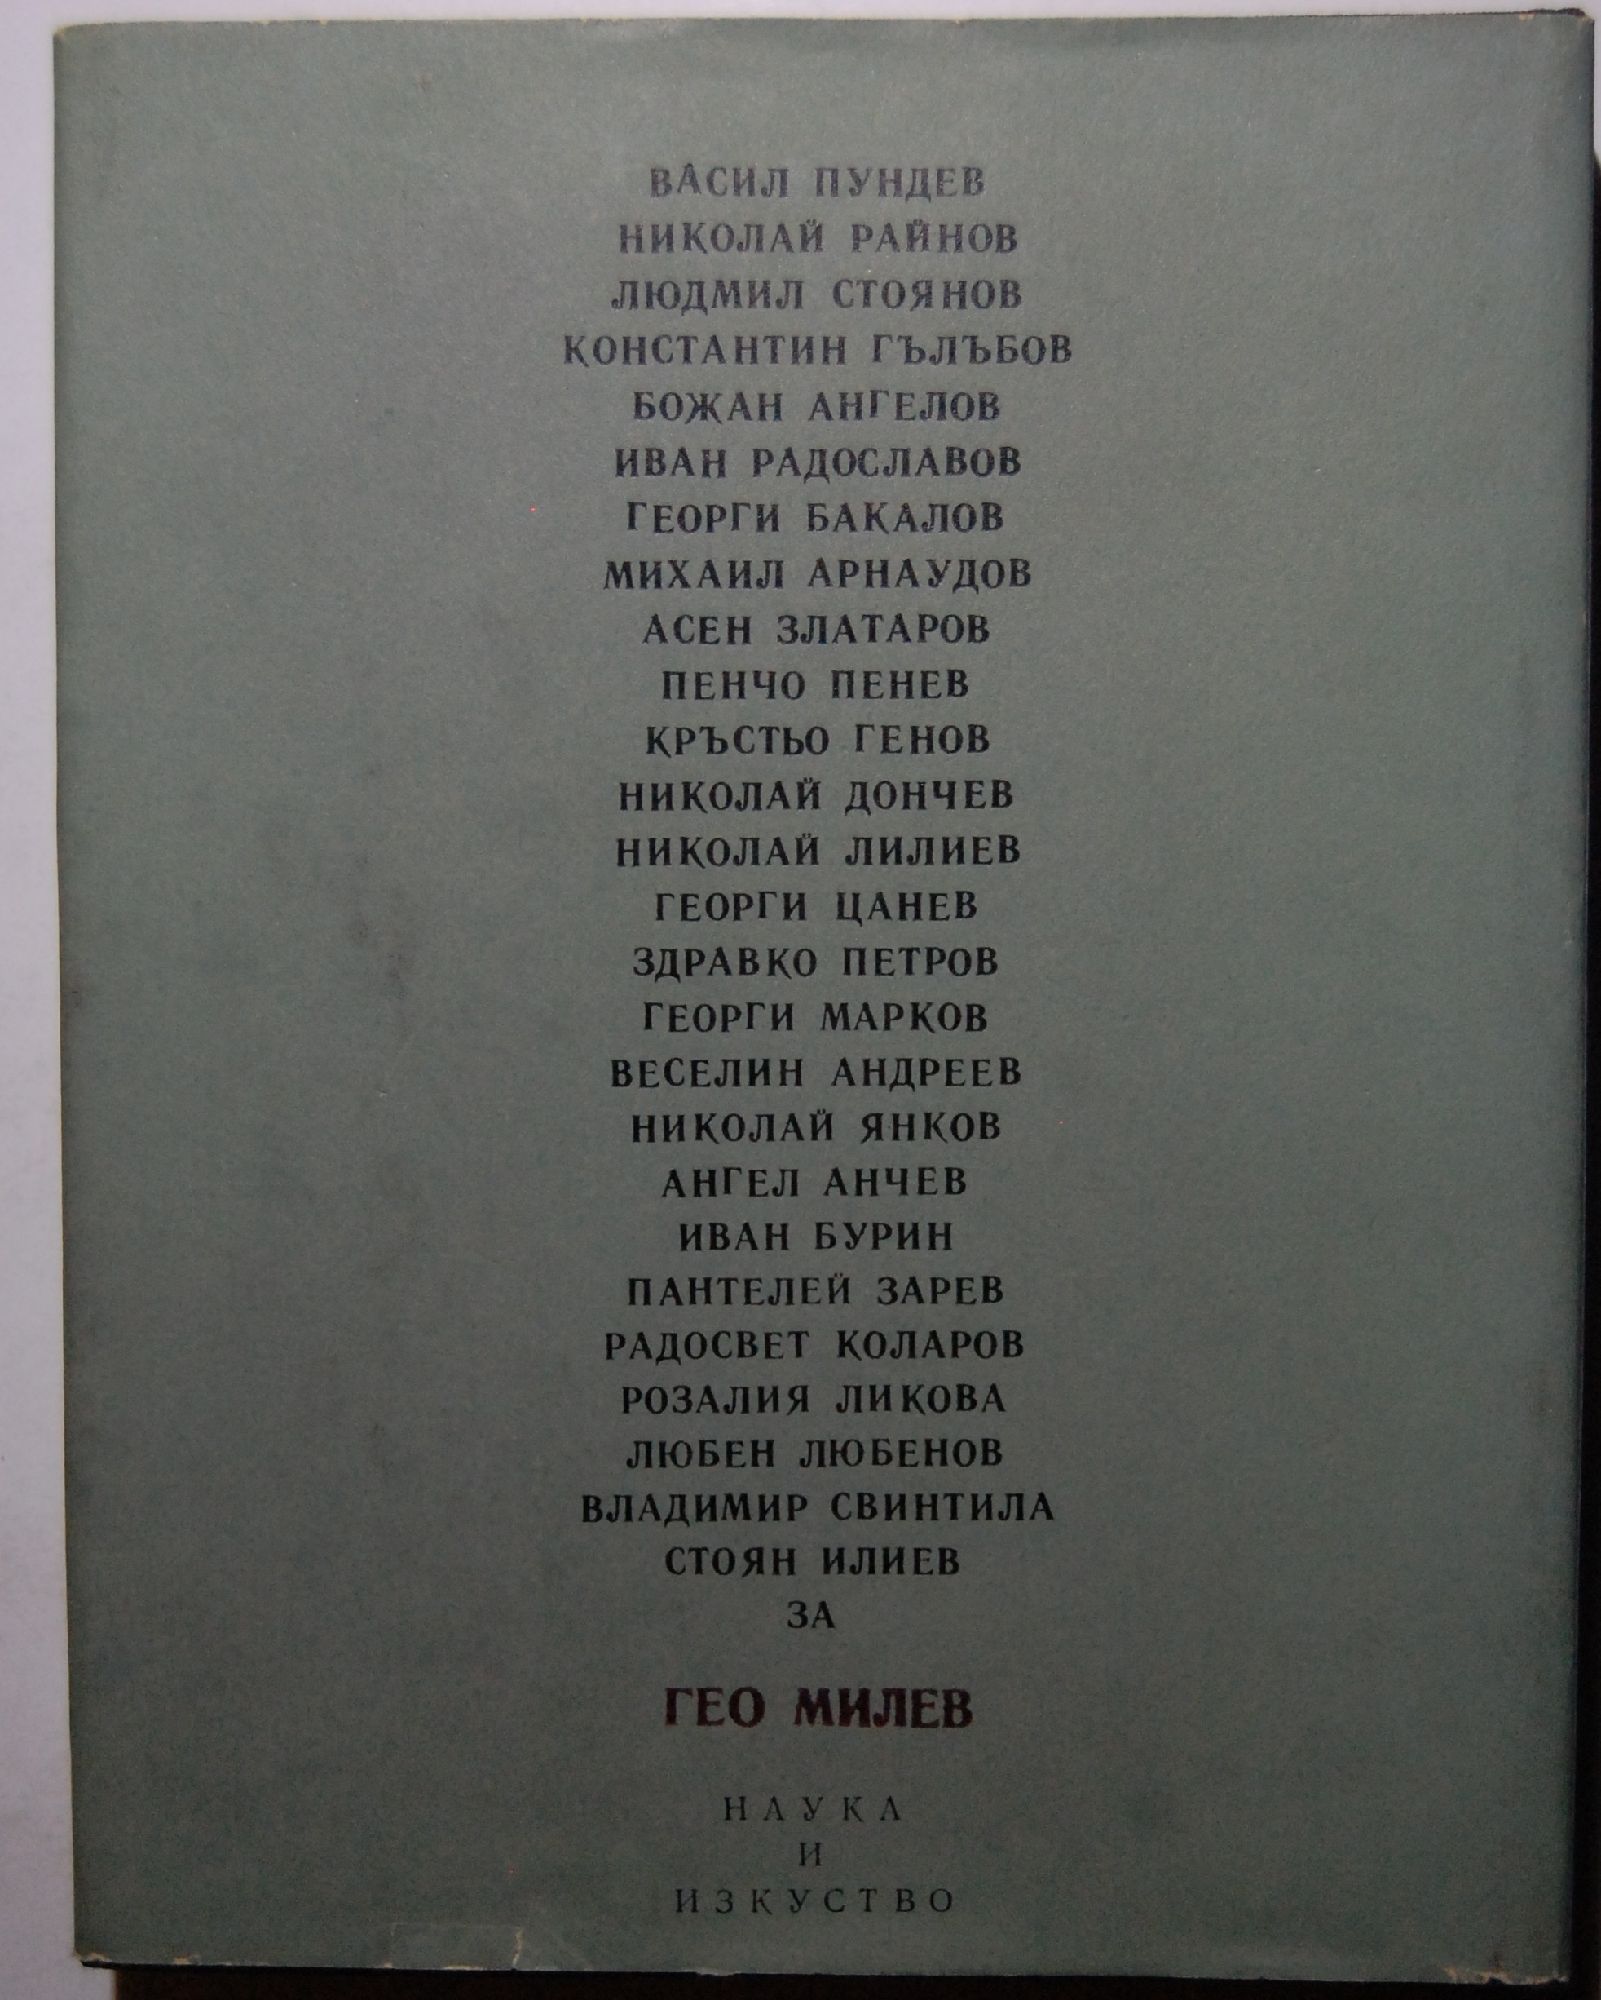 ВАСИЛ ПУНДЕВ
НИКОЛАЙ РАЙНОВ
ЛЮДМИЛ СТОЯНОВ
КОНСТАНТИН ГЪЛЪБОВ
БОЖАН АНГЕЛОВ
ИВАН РАДОСЛАВОВ
ГЕОРГИ БАКАЛОВ
МИХАИЛ АРНАУДОВ
АСЕН ЗЛАТАРОВ
ПЕНЧО ПЕНЕВ
КРЪСТЬО ГЕНОВ
НИКОЛАЙ ДОНЧЕВ
НИКОЛАЙ ЛИЛИЕВ
ГЕОРГИ ЦАНЕВ
ЗДРАВКО ПЕТРОВ
ГЕОРГИ МАРКОВ
ВЕСЕЛИН АНДРЕЕВ
НИКОЛАЙ ЯНКОВ
АНГЕЛ АНЧЕВ
ИВАН БУРИН
ПАНТЕЛЕЙ ЗАРЕВ
РАДОСВЕТ КОЛАРОВ
РОЗАЛИЯ ЛИКОВА
ЛЮБЕН ЛЮБЕНОВ
ВЛАДИМИР СВИНТИЛА
СТОЯН ИЛИЕВ
ЗА
ГЕО МИЛЕВ
НАУКА
И
ИЗКУСТВО